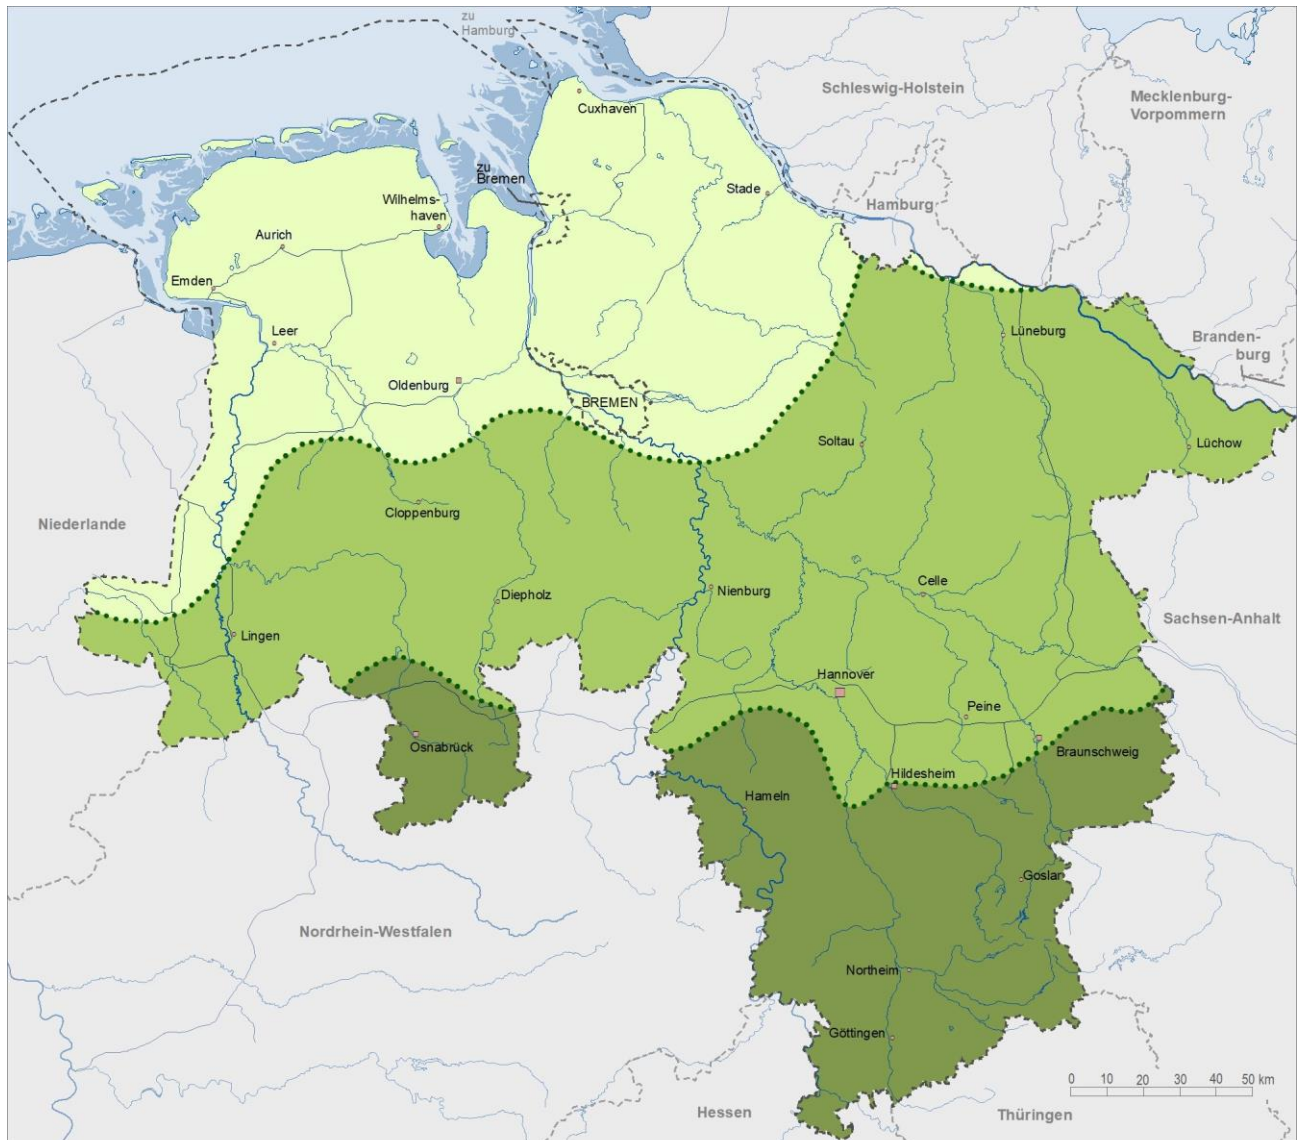 zu
Hamburg
Schleswig-Holstein
Mecklenburg-
Vorpommern
Cuxhaven
zu
Bremen
Stade
Hamburg
Wilhelms-
haven
Aurich
Emden
Leer
Lüneburg
Branden-
burg
Oldenburg
BREMEN
Soltau
Lüchow
Cloppenburg
Niederlande
Celle
Diepholz
Nienburg
Sachsen-Anhalt
Lingen
Hannover
Peine
Osnabrück
Braunschweig
Hildesheim
Hameln
Goslar
Nordrhein-Westfalen
Northeim
Göttingen
0 10 20 30 40 50 km
Hessen
Thüringen